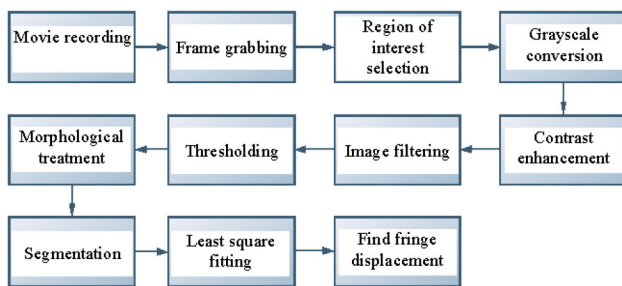 Movie recording
Frame grabbing
Region of
interest
selection
Grayscale
conversion
Contrast
enhancement
Image filtering
Thresholding
Morphological
treatment
Segmentation
Least square
fitting
Find fringe
displacement